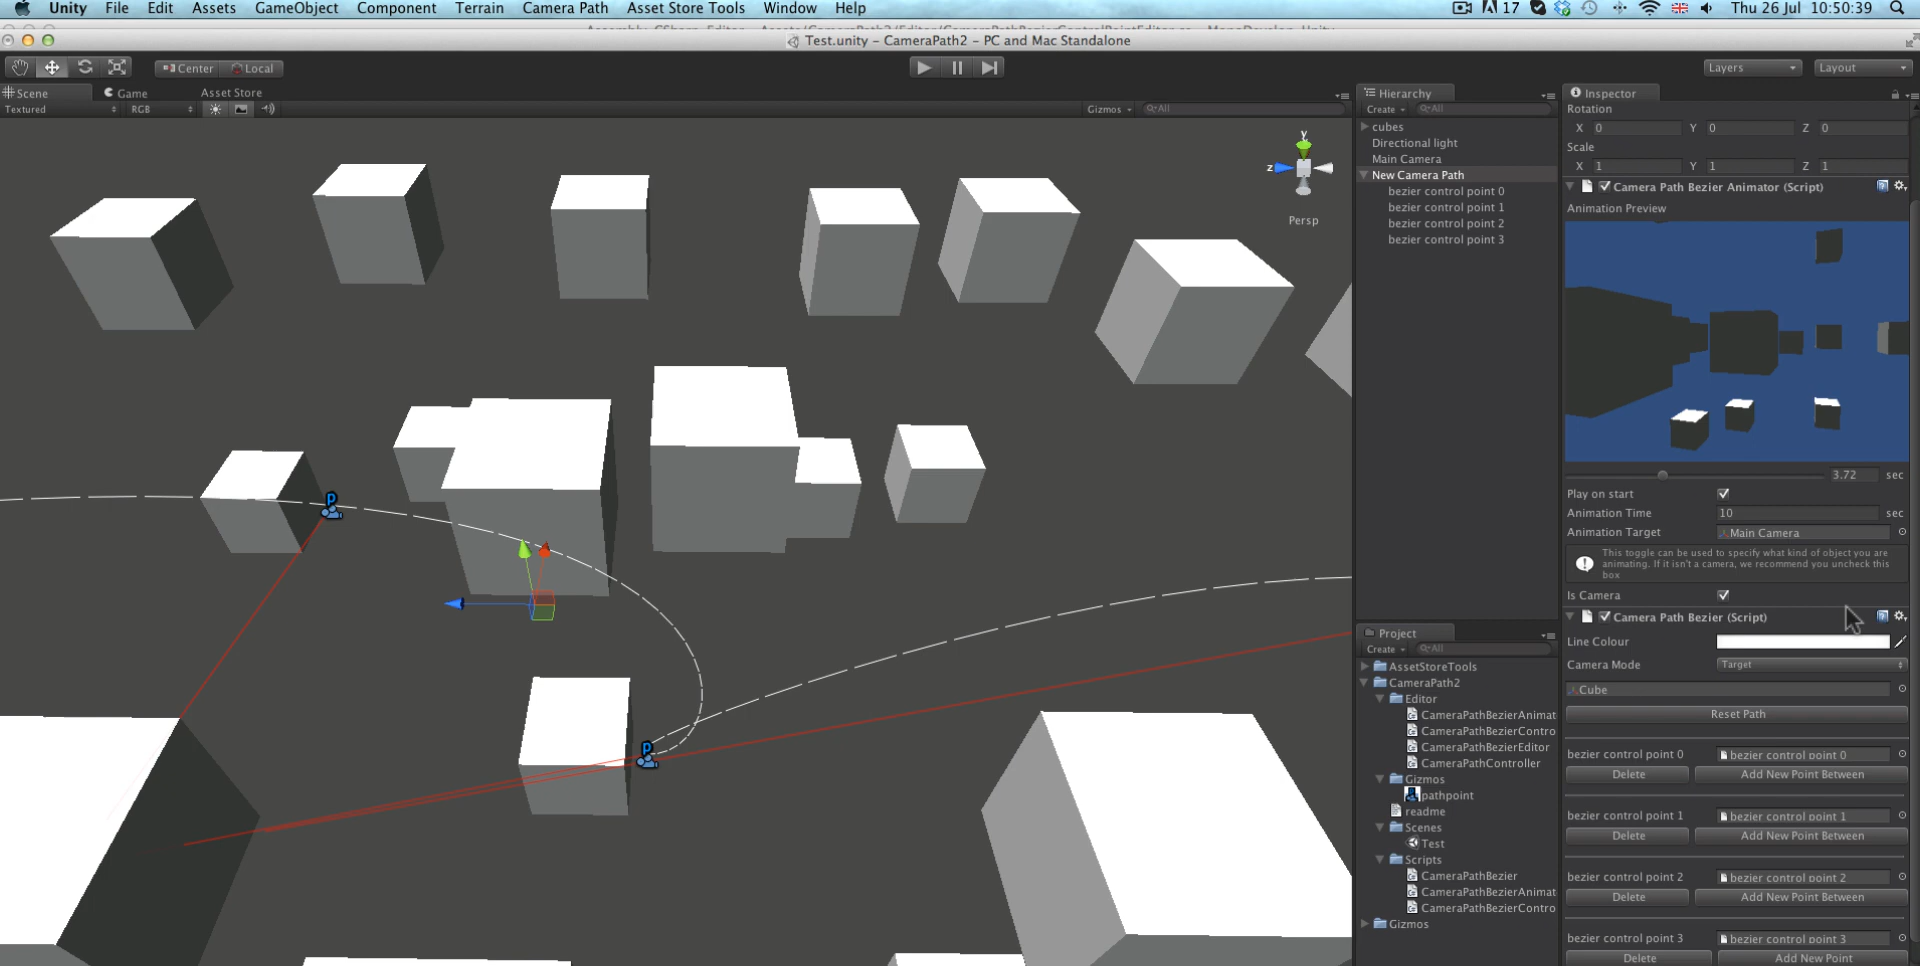 Unity File Edit Assets GameObject Component Terrain Camera Path Asset Store Tools Window Help 17 Thu 26 Jul 10:50:39
Test.unity – CameraPath2 – PC and Mac Standalone
Center Local Layers Layout
Scene Game Asset Store
Textured RGB Gizmos All
Y
Z
Persp
p
p
Hierarchy
Create All
cubes
Directional light
Main Camera
New Camera Path
bezier control point 0
bezier control point 1
bezier control point 2
bezier control point 3
Project
Create All
AssetStoreTools
CameraPath2
Editor
CameraPathBezierAnimat
CameraPathBezierContro
CameraPathBezierEditor
CameraPathController
Gizmos
pathpoint
readme
Scenes
Test
Scripts
CameraPathBezier
CameraPathBezierAnimat
CameraPathBezierContro
Gizmos
Inspector
Rotation
X 0 Y 0 Z 0
Scale
X 1 Y 1 Z 1
Camera Path Bezier Animator (Script)
Animation Preview
3.72 sec
Play on start
Animation Time 10 sec
Animation Target Main Camera
This toggle can be used to specify what kind of object you are
animating. If it isn't a camera, we recommend you uncheck this
box
Is Camera
Camera Path Bezier (Script)
Line Colour
Camera Mode Target
Cube
Reset Path
bezier control point 0 bezier control point 0
Delete Add New Point Between
bezier control point 1 bezier control point 1
Delete Add New Point Between
bezier control point 2 bezier control point 2
Delete Add New Point Between
bezier control point 3 bezier control point 3
Delete Add New Point